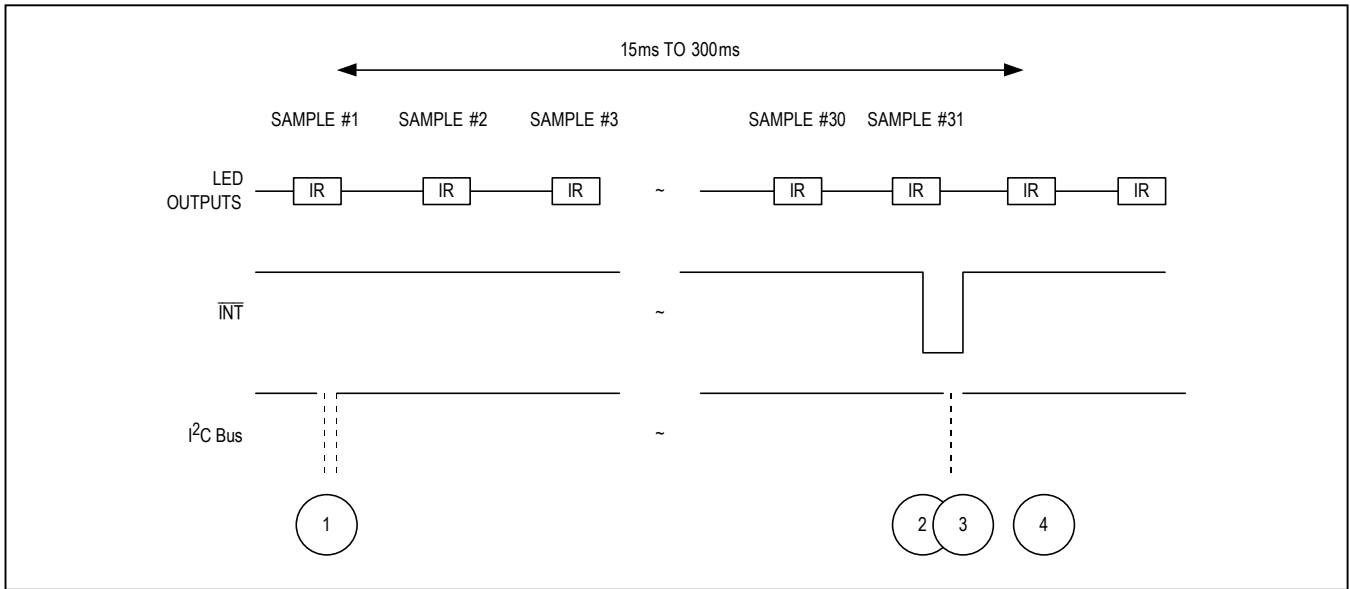 15ms TO 300ms
SAMPLE #1 SAMPLE #2 SAMPLE #3 SAMPLE #30 SAMPLE #31
LED
OUTPUTS
IR IR IR ~ IR IR IR IR
INT
~
I²C Bus
~
1 2 3 4